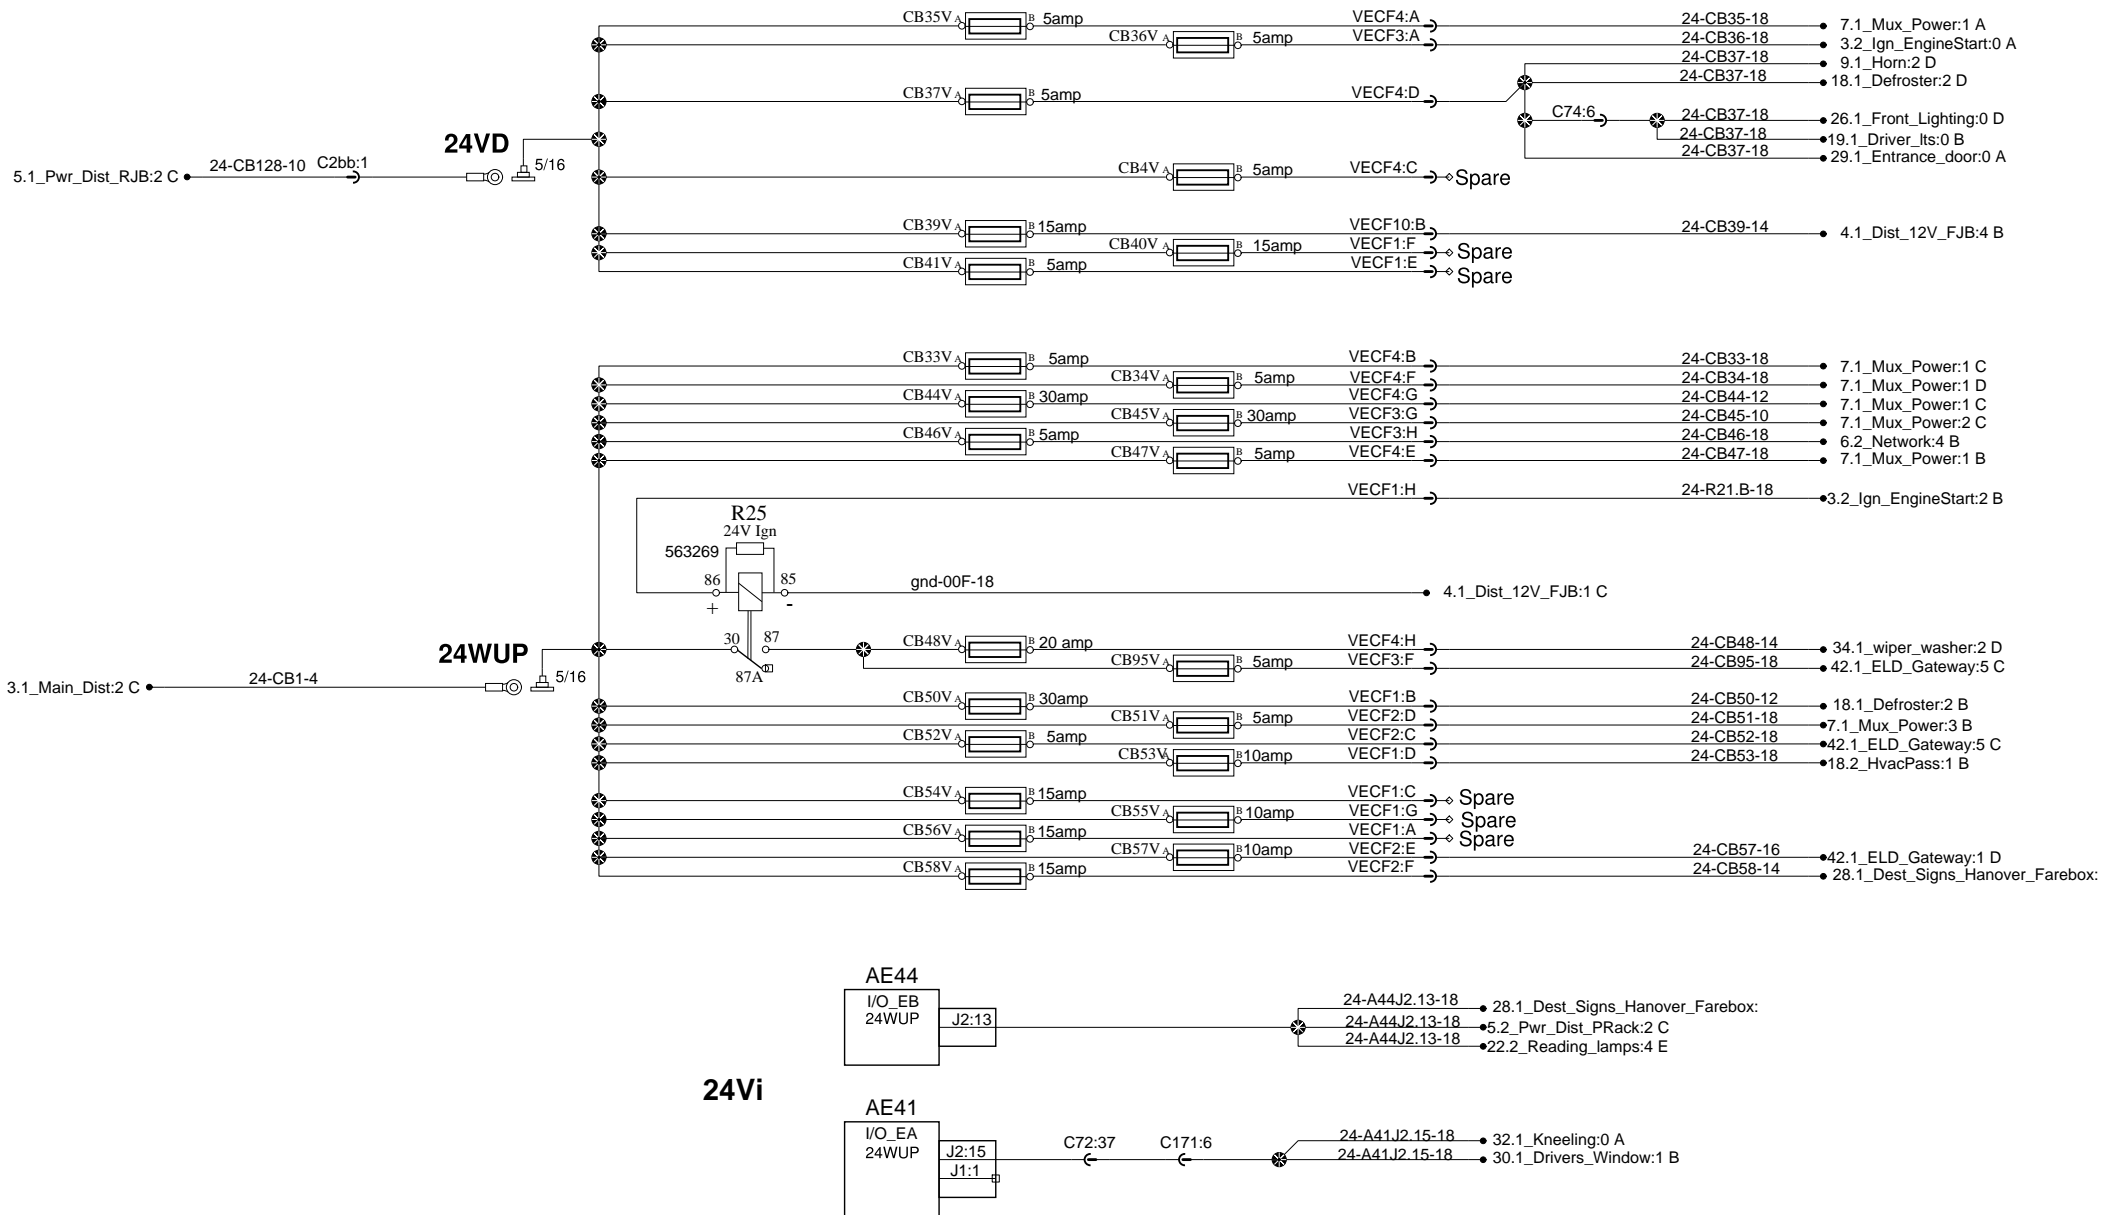 CB35V A B 5amp VECF4:A 24-CB35-18 7.1_Mux_Power:1 A
CB36V A B 5amp VECF3:A 24-CB36-18 3.2_Ign_EngineStart:0 A
24-CB37-18 9.1_Horn:2 D
CB37V A B 5amp VECF4:D 24-CB37-18 18.1_Defroster:2 D
C74:6 24-CB37-18 26.1_Front_Lighting:0 D
24-CB37-18 19.1_Driver_lts:0 B
24-CB37-18 29.1_Entrance_door:0 A
24VD
5/16
5.1_Pwr_Dist_RJB:2 C 24-CB128-10 C2bb:1
CB4V A B 5amp VECF4:C Spare
CB39V A B 15amp VECF10:B 24-CB39-14 4.1_Dist_12V_FJB:4 B
CB40V A B 15amp VECF1:F Spare
CB41V A B 5amp VECF1:E Spare
CB33V A B 5amp VECF4:B 24-CB33-18 7.1_Mux_Power:1 C
CB34V A B 5amp VECF4:F 24-CB34-18 7.1_Mux_Power:1 D
CB44V A B 30amp VECF4:G 24-CB44-12 7.1_Mux_Power:1 C
CB45V A B 30amp VECF3:G 24-CB45-10 7.1_Mux_Power:2 C
CB46V A B 5amp VECF3:H 24-CB46-18 6.2_Network:4 B
CB47V A B 5amp VECF4:E 24-CB47-18 7.1_Mux_Power:1 B
VECF1:H 24-R21.B-18 3.2_Ign_EngineStart:2 B
R25
24V Ign
563269
86 85 gnd-00F-18 4.1_Dist_12V_FJB:1 C
+ -
30 87
87A
24WUP
5/16
3.1_Main_Dist:2 C 24-CB1-4
CB48V A B 20 amp VECF4:H 24-CB48-14 34.1_wiper_washer:2 D
CB95V A B 5amp VECF3:F 24-CB95-18 42.1_ELD_Gateway:5 C
CB50V A B 30amp VECF1:B 24-CB50-12 18.1_Defroster:2 B
CB51V A B 5amp VECF2:D 24-CB51-18 7.1_Mux_Power:3 B
CB52V A B 5amp VECF2:C 24-CB52-18 42.1_ELD_Gateway:5 C
CB53V A B 10amp VECF1:D 24-CB53-18 18.2_HvacPass:1 B
CB54V A B 15amp VECF1:C Spare
CB55V A B 10amp VECF1:G Spare
CB56V A B 15amp VECF1:A Spare
CB57V A B 10amp VECF2:E 24-CB57-16 42.1_ELD_Gateway:1 D
CB58V A B 15amp VECF2:F 24-CB58-14 28.1_Dest_Signs_Hanover_Farebox:
AE44
I/O_EB
24WUP
J2:13
24-A44J2.13-18 28.1_Dest_Signs_Hanover_Farebox:
24-A44J2.13-18 5.2_Pwr_Dist_PRack:2 C
24-A44J2.13-18 22.2_Reading_lamps:4 E
24Vi
AE41
I/O_EA
24WUP
J2:15 C72:37 C171:6
J1:1
24-A41J2.15-18 32.1_Kneeling:0 A
24-A41J2.15-18 30.1_Drivers_Window:1 B